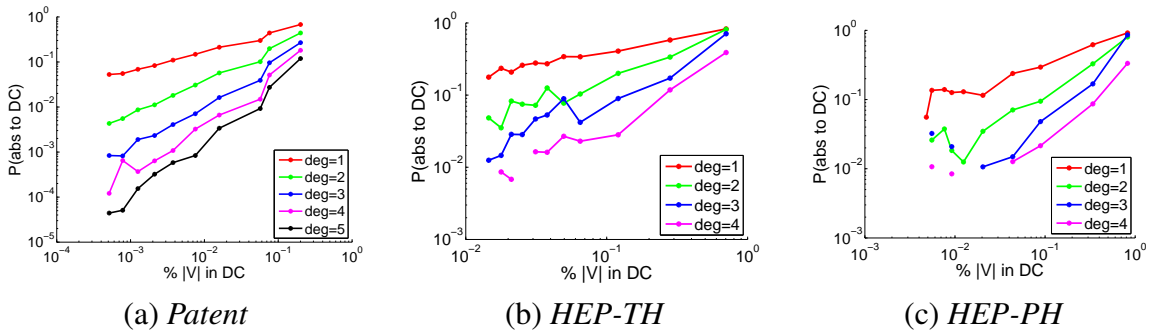 10^0
10^-1
10^-2
10^-3
10^-4
10^-5
P(abs to DC)
10^-4 10^-3 10^-2 10^-1 10^0
% |V| in DC
deg=1
deg=2
deg=3
deg=4
deg=5
(a) Patent
10^0
10^-1
10^-2
10^-3
P(abs to DC)
10^-2 10^-1 10^0
% |V| in DC
deg=1
deg=2
deg=3
deg=4
(b) HEP-TH
10^0
10^-1
10^-2
10^-3
P(abs to DC)
10^-3 10^-2 10^-1 10^0
% |V| in DC
deg=1
deg=2
deg=3
deg=4
(c) HEP-PH